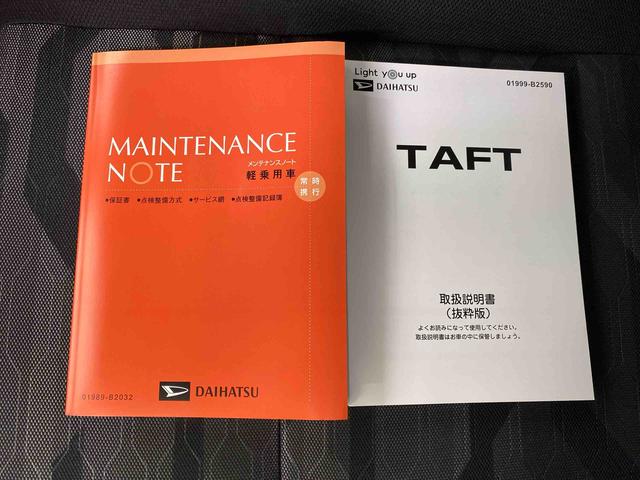 MAINTENANCE
NOTE
メンテナンスノート
軽乗用車
常時
携行
•保証書 •点検整備方式 •サービス網 •点検整備記録簿
DAIHATSU
01989-B2032
Light you up
DAIHATSU
01999-B2590
TAFT
取扱説明書
(抜粋版)
よくお読みになって使用してください。
取扱説明書はお車の中に保管しましょう。